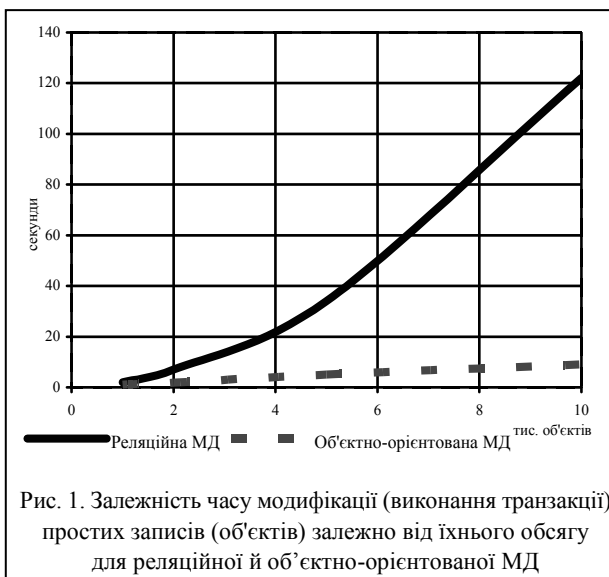 140
120
100
80
60
40
20
0
секунди
0 2 4 6 8 10
тис. об'єктів
Реляційна МД Об'єктно-орієнтована МД
Рис. 1. Залежність часу модифікації (виконання транзакції)
простих записів (об'єктів) залежно від їхнього обсягу
для реляційної й об’єктно-орієнтованої МД